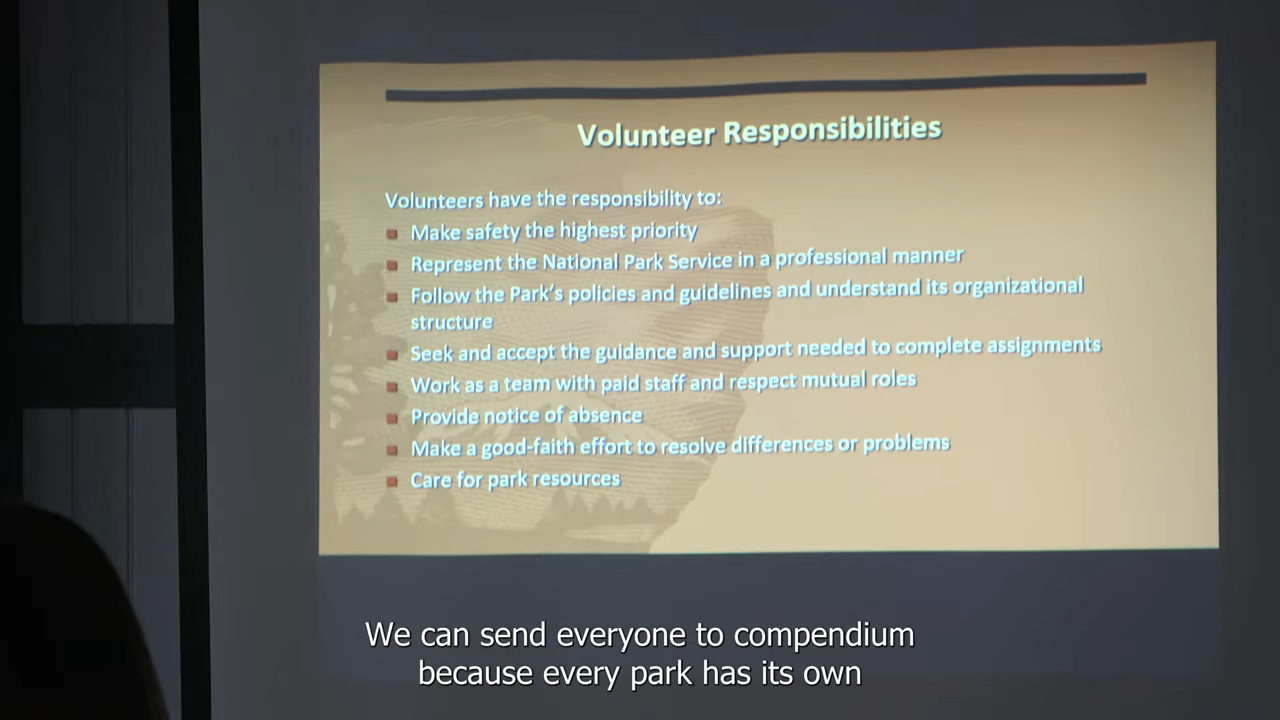 Volunteer Responsibilities
Volunteers have the responsibility to:
Make safety the highest priority
Represent the National Park Service in a professional manner
Follow the Park's policies and guidelines and understand its organizational
structure
Seek and accept the guidance and support needed to complete assignments
Work as a team with paid staff and respect mutual roles
Provide notice of absence
Make a good-faith effort to resolve differences or problems
Care for park resources
We can send everyone to compendium
because every park has its own